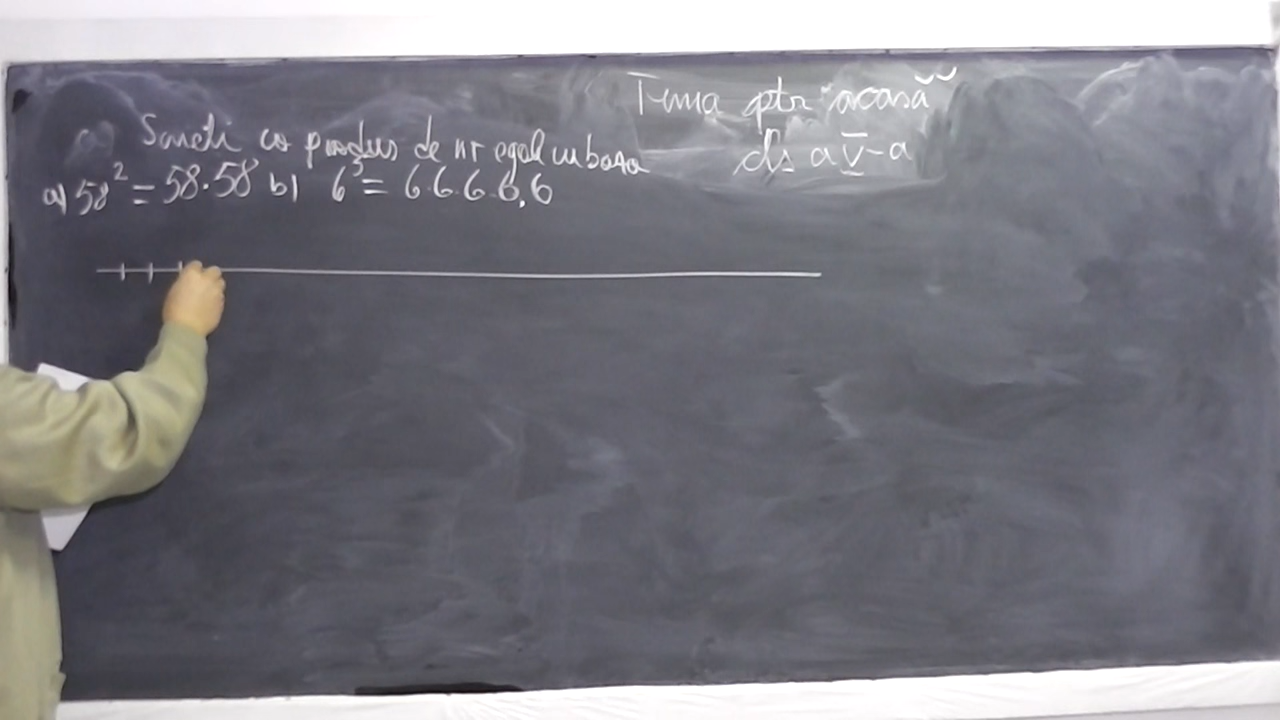 Tema ptr acasă
cls a V-a
a) Scrieti ca produs de nr egal cu baza
a) 58² = 58·58 b) 6⁵ = 6·6·6·6·6